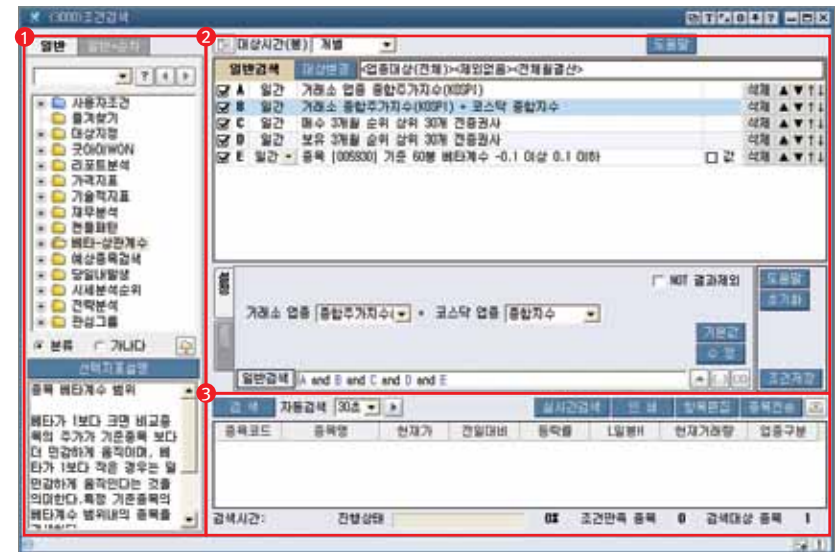 (3000)조건검색
1
일반
일반+순차
?
사용자조건
즐겨찾기
대상지정
굿아이WON
리포트분석
가격지표
기술적지표
재무분석
캔들패턴
베타-상관계수
예상종목검색
당일내발생
시세분석순위
전략분석
관심그룹
분류 가나다
선택지표설명
종목 베타계수 범위
베타가 1보다 크면 비교종
목의 주가가 기준종목 보다
더 민감하게 움직이며, 베
타가 1보다 작은 경우는 덜
민감하게 움직인다는 것을
의미한다.특정 기준종목의
베타계수 범위내의 종목을
2
대상시간(봉) 개별 도움말
일반검색 대상변경 <업종대상(전체)><제외없음><전체월결산>
A 일간 거래소 업종 종합주가지수(KOSPI) 삭제 ▲ ▼ ↑ ↓
B 일간 거래소 종합주가지수(KOSPI) + 코스닥 종합지수 삭제 ▲ ▼ ↑ ↓
C 일간 매수 3개월 순위 상위 30개 전증권사 삭제 ▲ ▼ ↑ ↓
D 일간 보유 3개월 순위 상위 30개 전증권사 삭제 ▲ ▼ ↑ ↓
E 일간 종목 [005930] 기준 60봉 베타계수 -0.1 이상 0.1 이하 값 삭제 ▲ ▼ ↑ ↓
NOT 결과제외 도움말
초기화
거래소 업종 종합주가지수( + 코스닥 업종 종합지수
기본값
수 정
일반검색 A and B and C and D and E 조건저장
3
검 색 자동검색 30초 실시간검색 인 쇄 항목편집 종목전송
종목코드 종목명 현재가 전일대비 등락률 L일봉H 현재거래량 업종구분
검색시간: 진행상태 0% 조건만족 종목 0 검색대상 종목 1